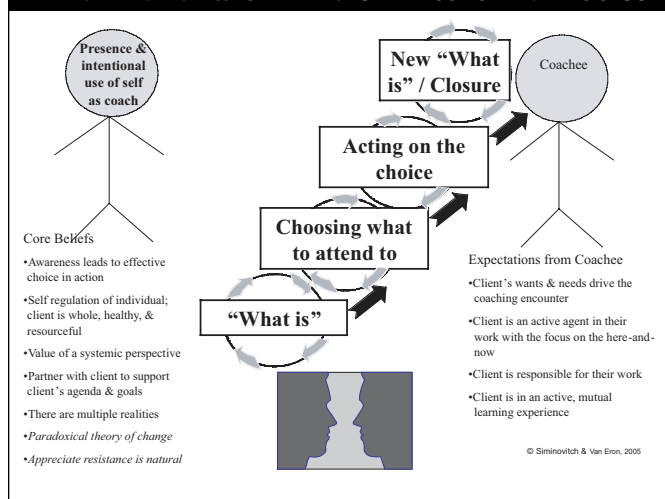 Presence &
intentional
use of self
as coach
New “What
is” / Closure
Coachee
Acting on the
choice
Choosing what
to attend to
“What is”
Core Beliefs
•Awareness leads to effective
choice in action
•Self regulation of individual;
client is whole, healthy, &
resourceful
•Value of a systemic perspective
•Partner with client to support
client’s agenda & goals
•There are multiple realities
•Paradoxical theory of change
•Appreciate resistance is natural
Expectations from Coachee
•Client’s wants & needs drive the
coaching encounter
•Client is an active agent in their
work with the focus on the here-and-
now
•Client is responsible for their work
•Client is in an active, mutual
learning experience
© Siminovitch & Van Eron, 2005